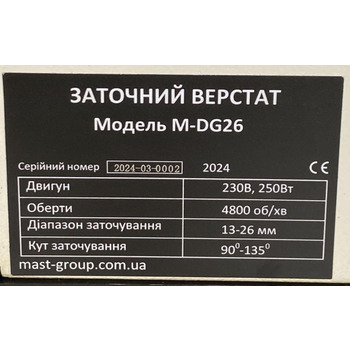 ЗАТОЧНИЙ ВЕРСТАТ
Модель M-DG26
Серійний номер 2024-03-0002 2024 CE
Двигун 230В, 250Вт
Оберти 4800 об/хв
Діапазон заточування 13-26 мм
Кут заточування 90⁰-135⁰
mast-group.com.ua